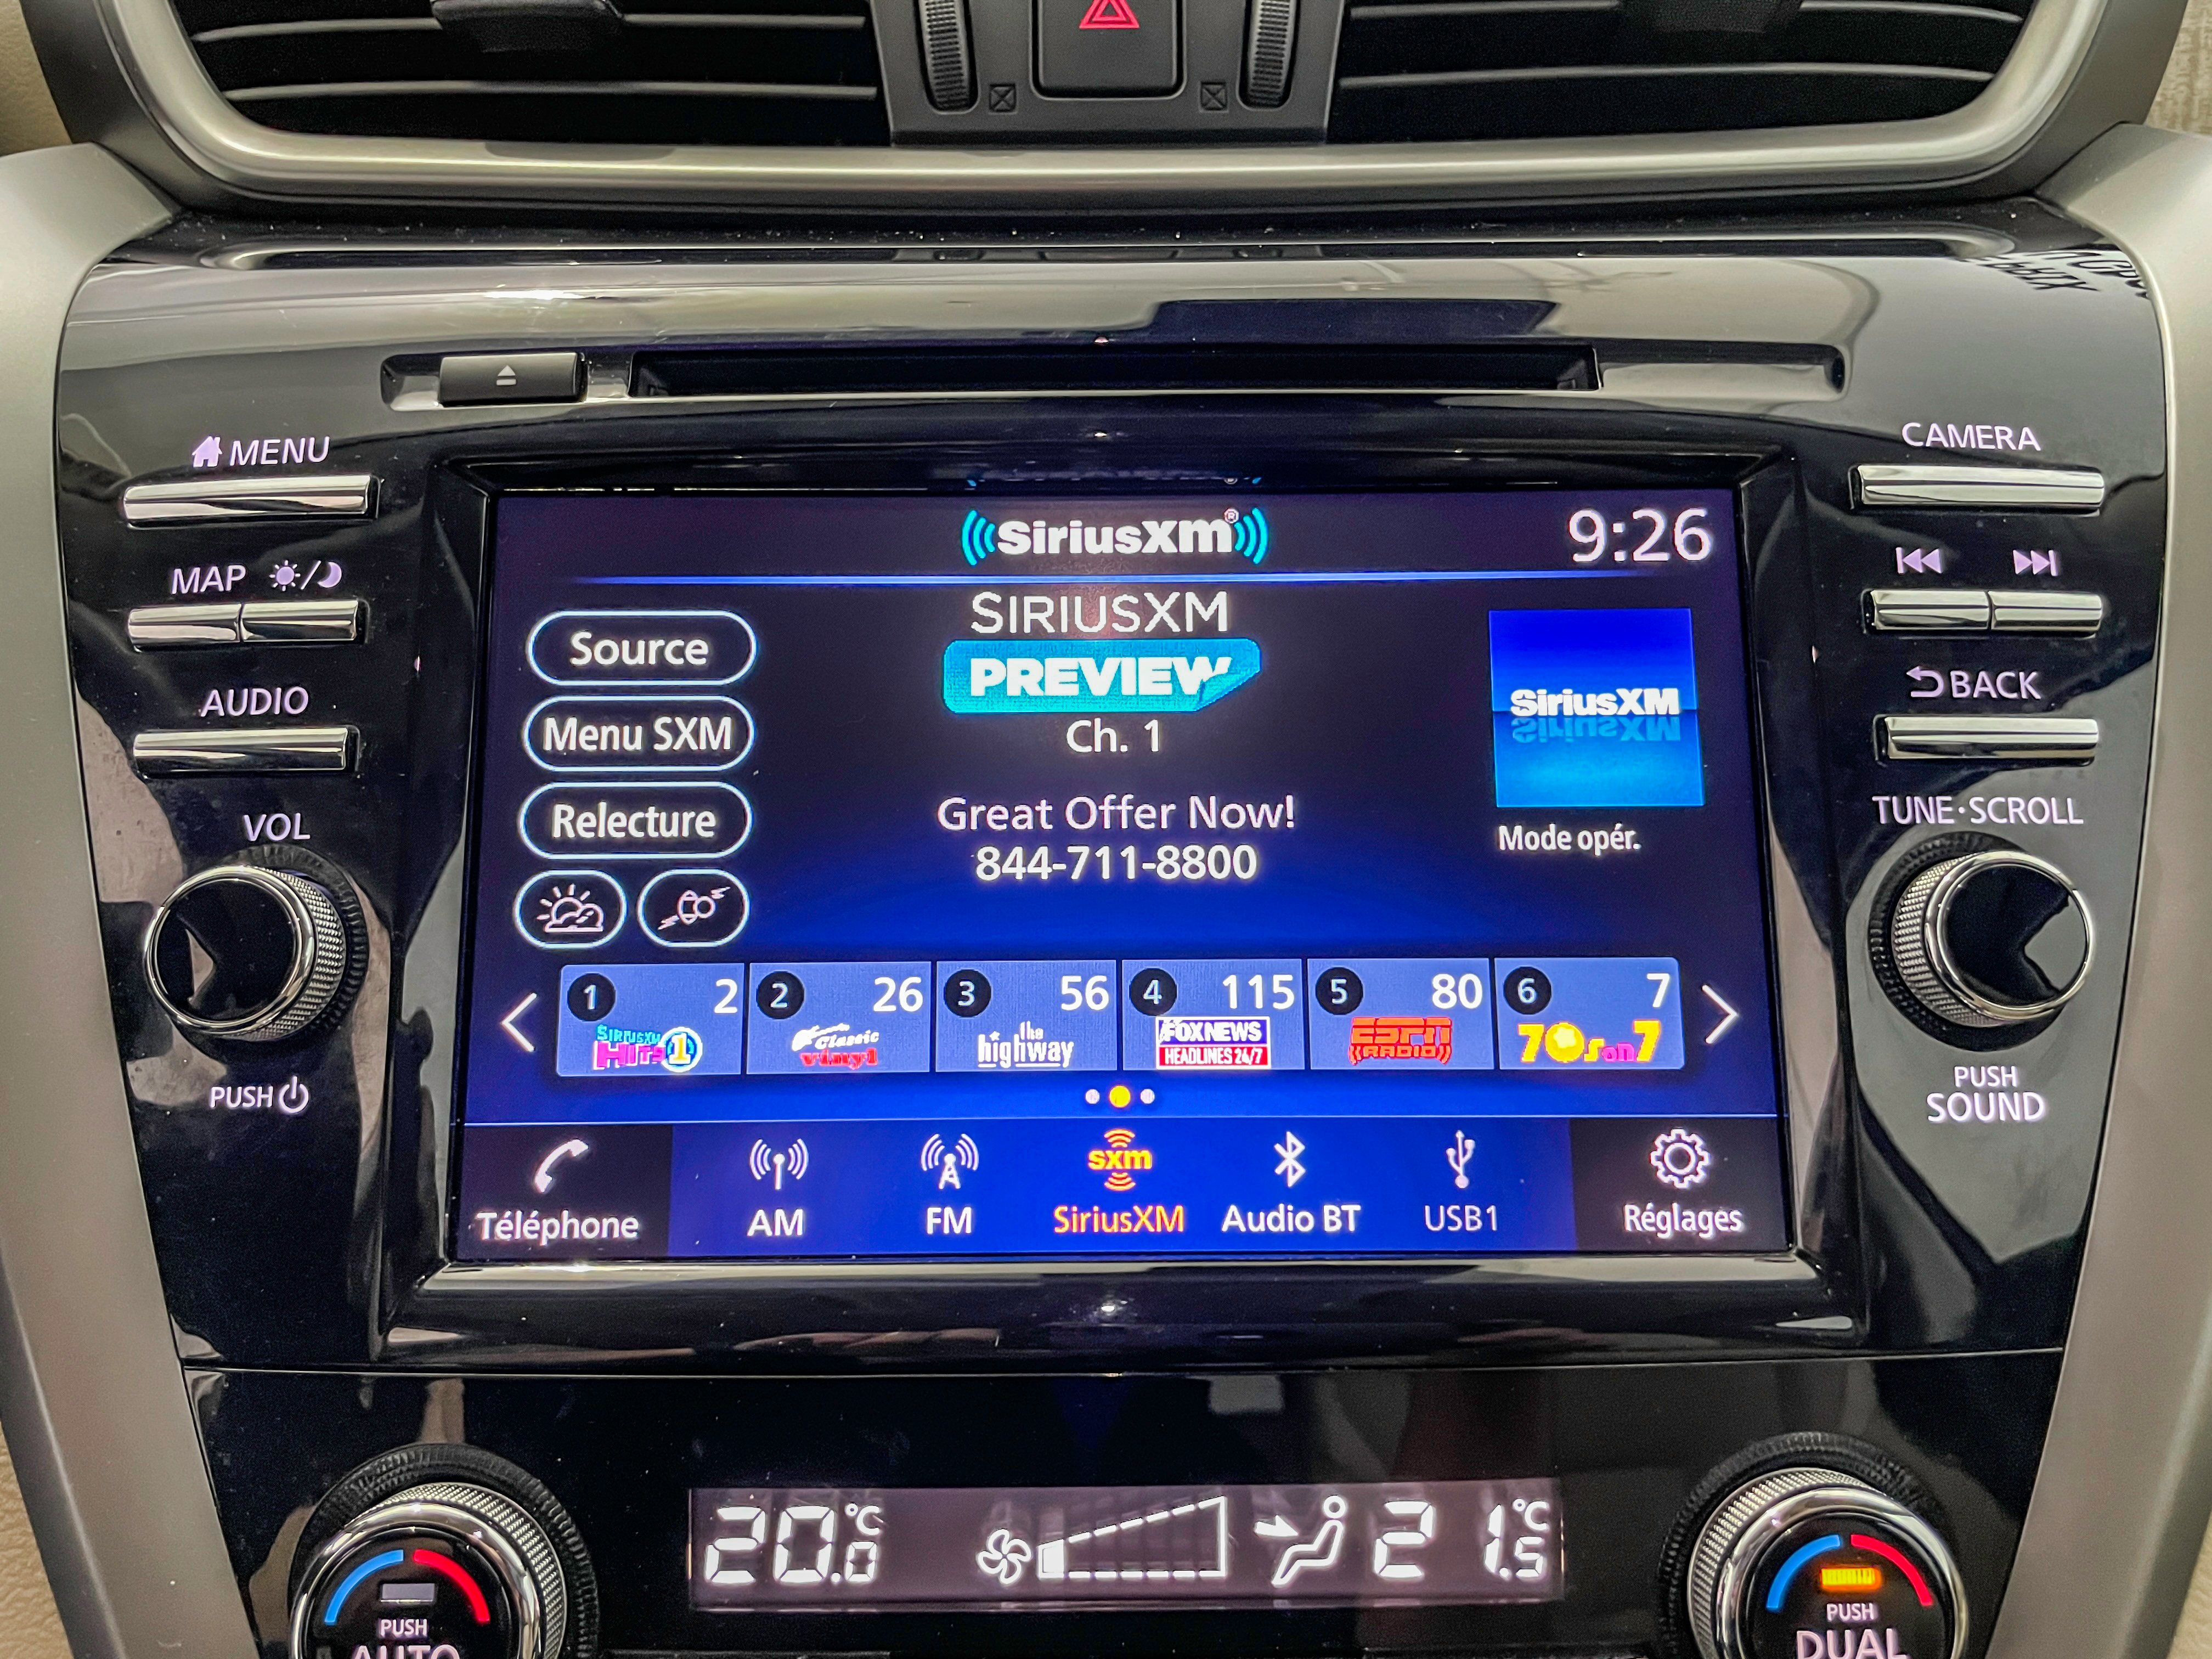 MENU
CAMERA
SiriusXM®
9:26
MAP
SIRIUSXM
PREVIEW
Source
SiriusXM
Menu SXM
Ch. 1
BACK
AUDIO
Relecture
Great Offer Now!
844-711-8800
Mode opér.
VOL
TUNE·SCROLL
1 2
SIRIUSXM
HITS 1
2 26
Classic
vinyl
3 56
the
highway
4 115
FOX NEWS
HEADLINES 24/7
5 80
ESPN
RADIO
6 7
70s on 7
PUSH
PUSH
SOUND
Téléphone
AM
FM
sxm
SiriusXM
Audio BT
USB1
Réglages
20.0°C
21.5°C
PUSH
AUTO
PUSH
DUAL